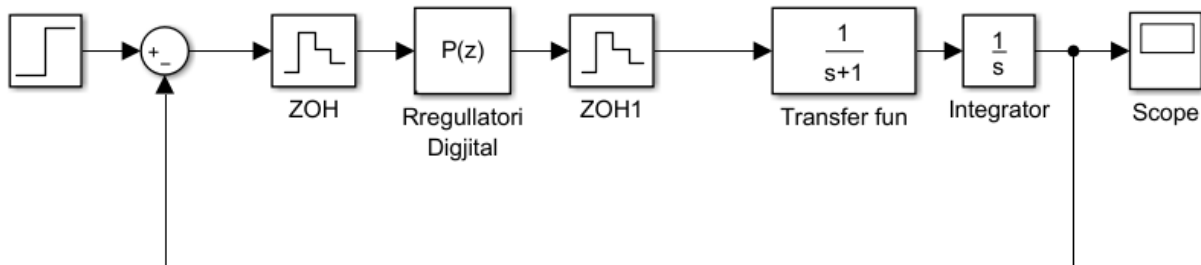 +
−
ZOH
P(z)
Rregullatori
Digjital
ZOH1
1
s+1
Transfer fun
1
s
Integrator
Scope